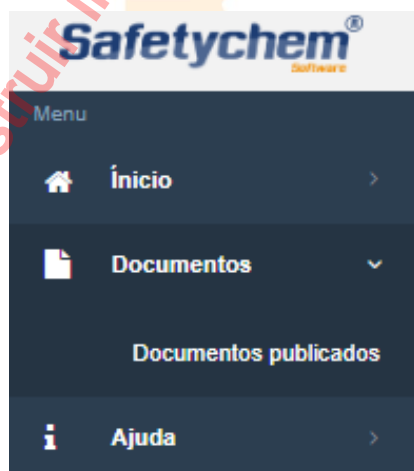 Safetychem®
Software
Menu
Ínicio
Documentos
Documentos publicados
Ajuda